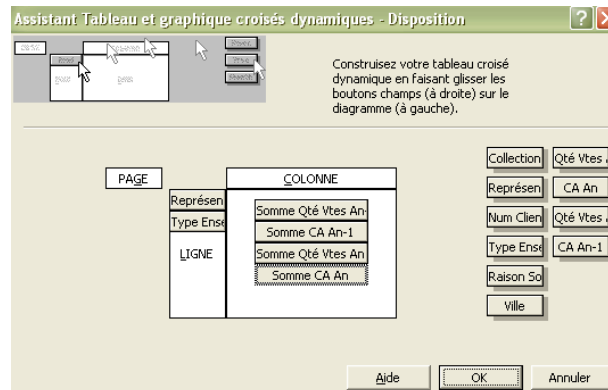 Assistant Tableau et graphique croisés dynamiques - Disposition
Construisez votre tableau croisé
dynamique en faisant glisser les
boutons champs (à droite) sur le
diagramme (à gauche).
PAGE
COLONNE
Représen
Type Ense
LIGNE
Somme Qté Vtes An-
Somme CA An-1
Somme Qté Vtes An
Somme CA An
Collection
Qté Vtes
Représen
CA An
Num Clien
Qté Vtes
Type Ense
CA An-1
Raison So
Ville
Aide
OK
Annuler